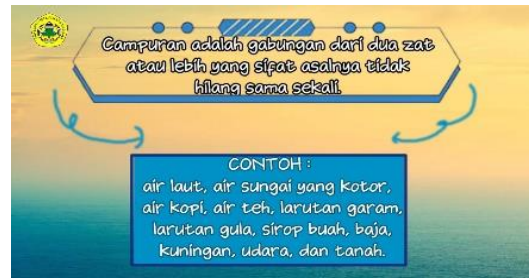 Campuran adalah gabungan dari dua zat
atau lebih yang sifat asalnya tidak
hilang sama sekali.
CONTOH :
air laut, air sungai yang kotor,
air kopi, air teh, larutan garam,
larutan gula, sirop buah, baja,
kuningan, udara, dan tanah.